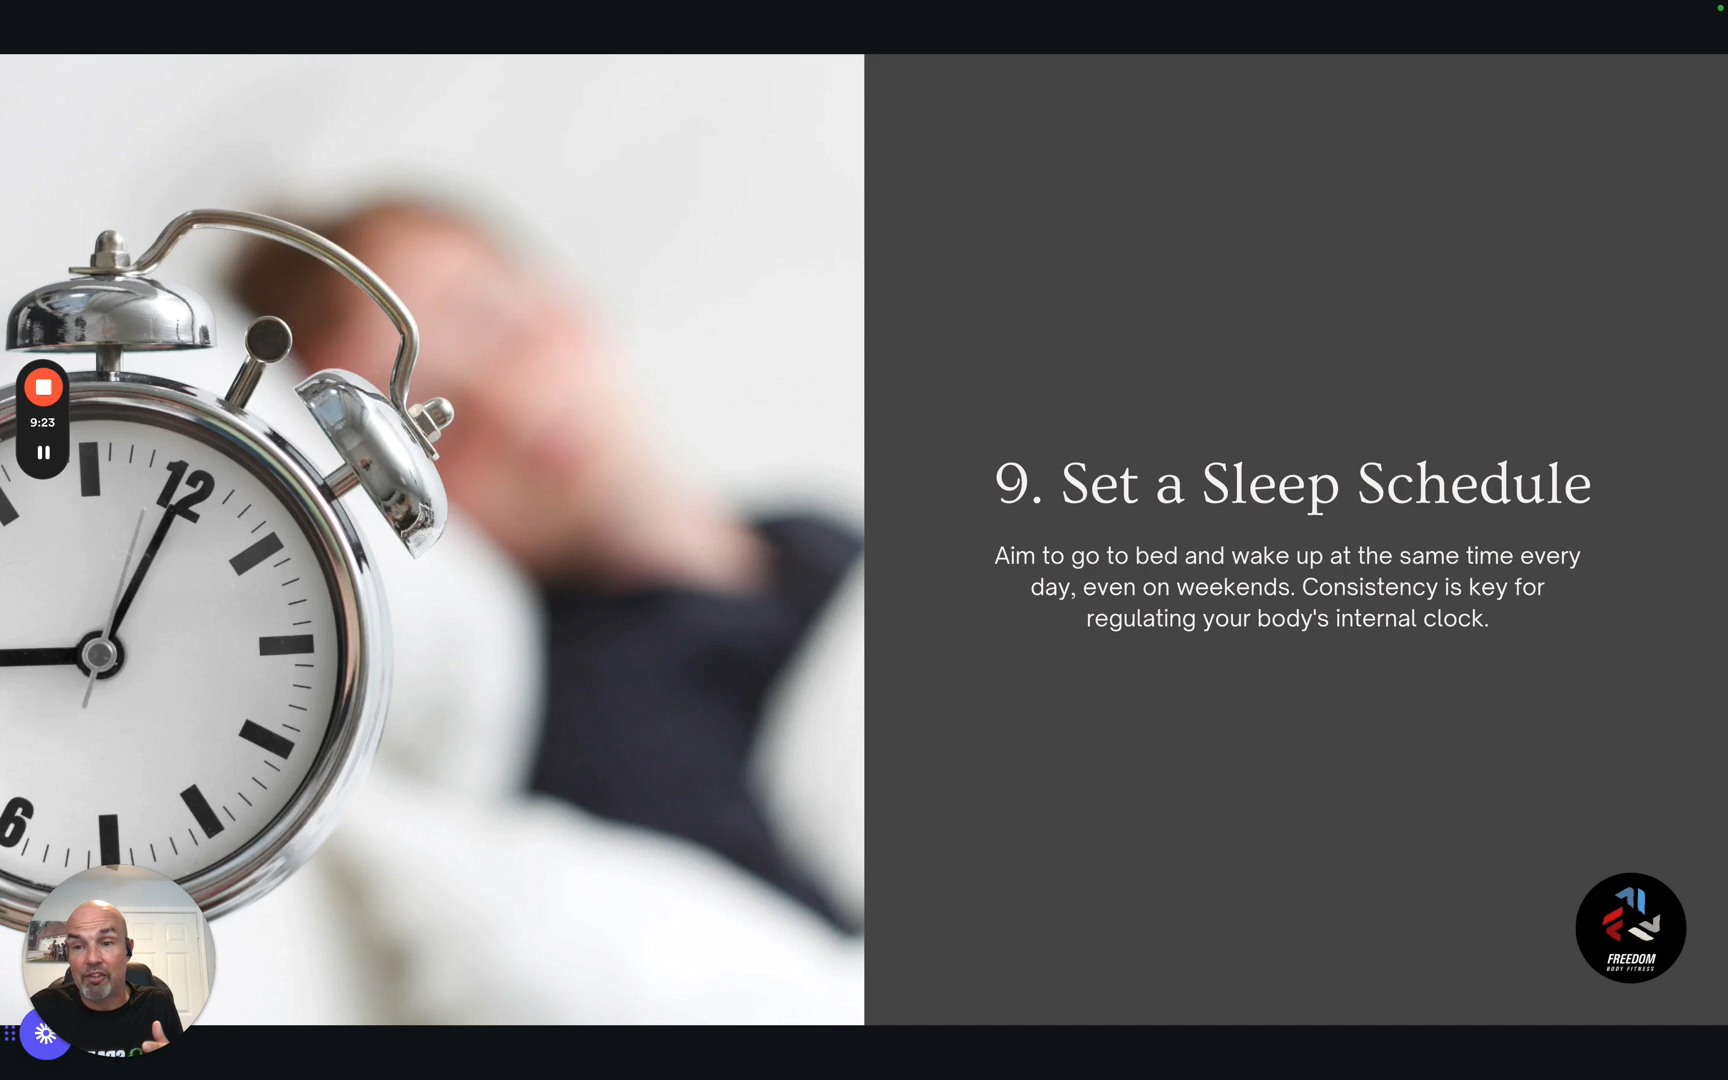 9:23
12
6
9. Set a Sleep Schedule
Aim to go to bed and wake up at the same time every
day, even on weekends. Consistency is key for
regulating your body's internal clock.
FREEDOM
BODY FITNESS